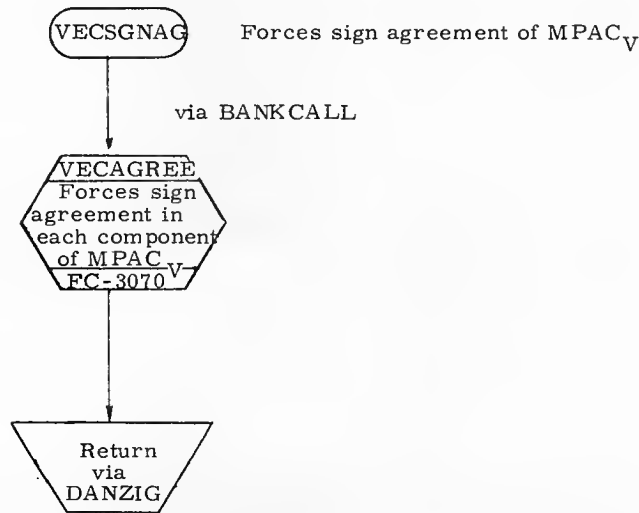 VECSGNAG Forces sign agreement of MPAC_V
via BANKCALL
VECAGREE
Forces sign
agreement in
each component
of MPAC_V
FC-3070
Return
via
DANZIG